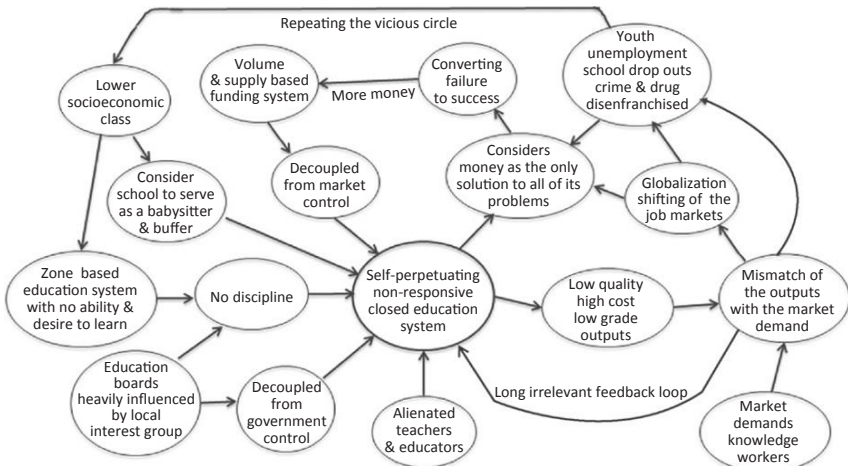 Repeating the vicious circle
Lower
socioeconomic
class
Volume
& supply based
funding system
More money
Converting
failure
to success
Youth
unemployment
school drop outs
crime & drug
disenfranchised
Consider
school to serve
as a babysitter
& buffer
Decoupled
from market
control
Considers
money as the only
solution to all of its
problems
Globalization
shifting of the
job markets
Zone based
education system
with no ability &
desire to learn
No discipline
Self-perpetuating
non-responsive
closed education
system
Low quality
high cost
low grade
outputs
Mismatch of
the outputs
with the market
demand
Education
boards
heavily influenced
by local
interest group
Decoupled
from
government
control
Alienated
teachers
& educators
Long irrelevant feedback loop
Market
demands
knowledge
workers